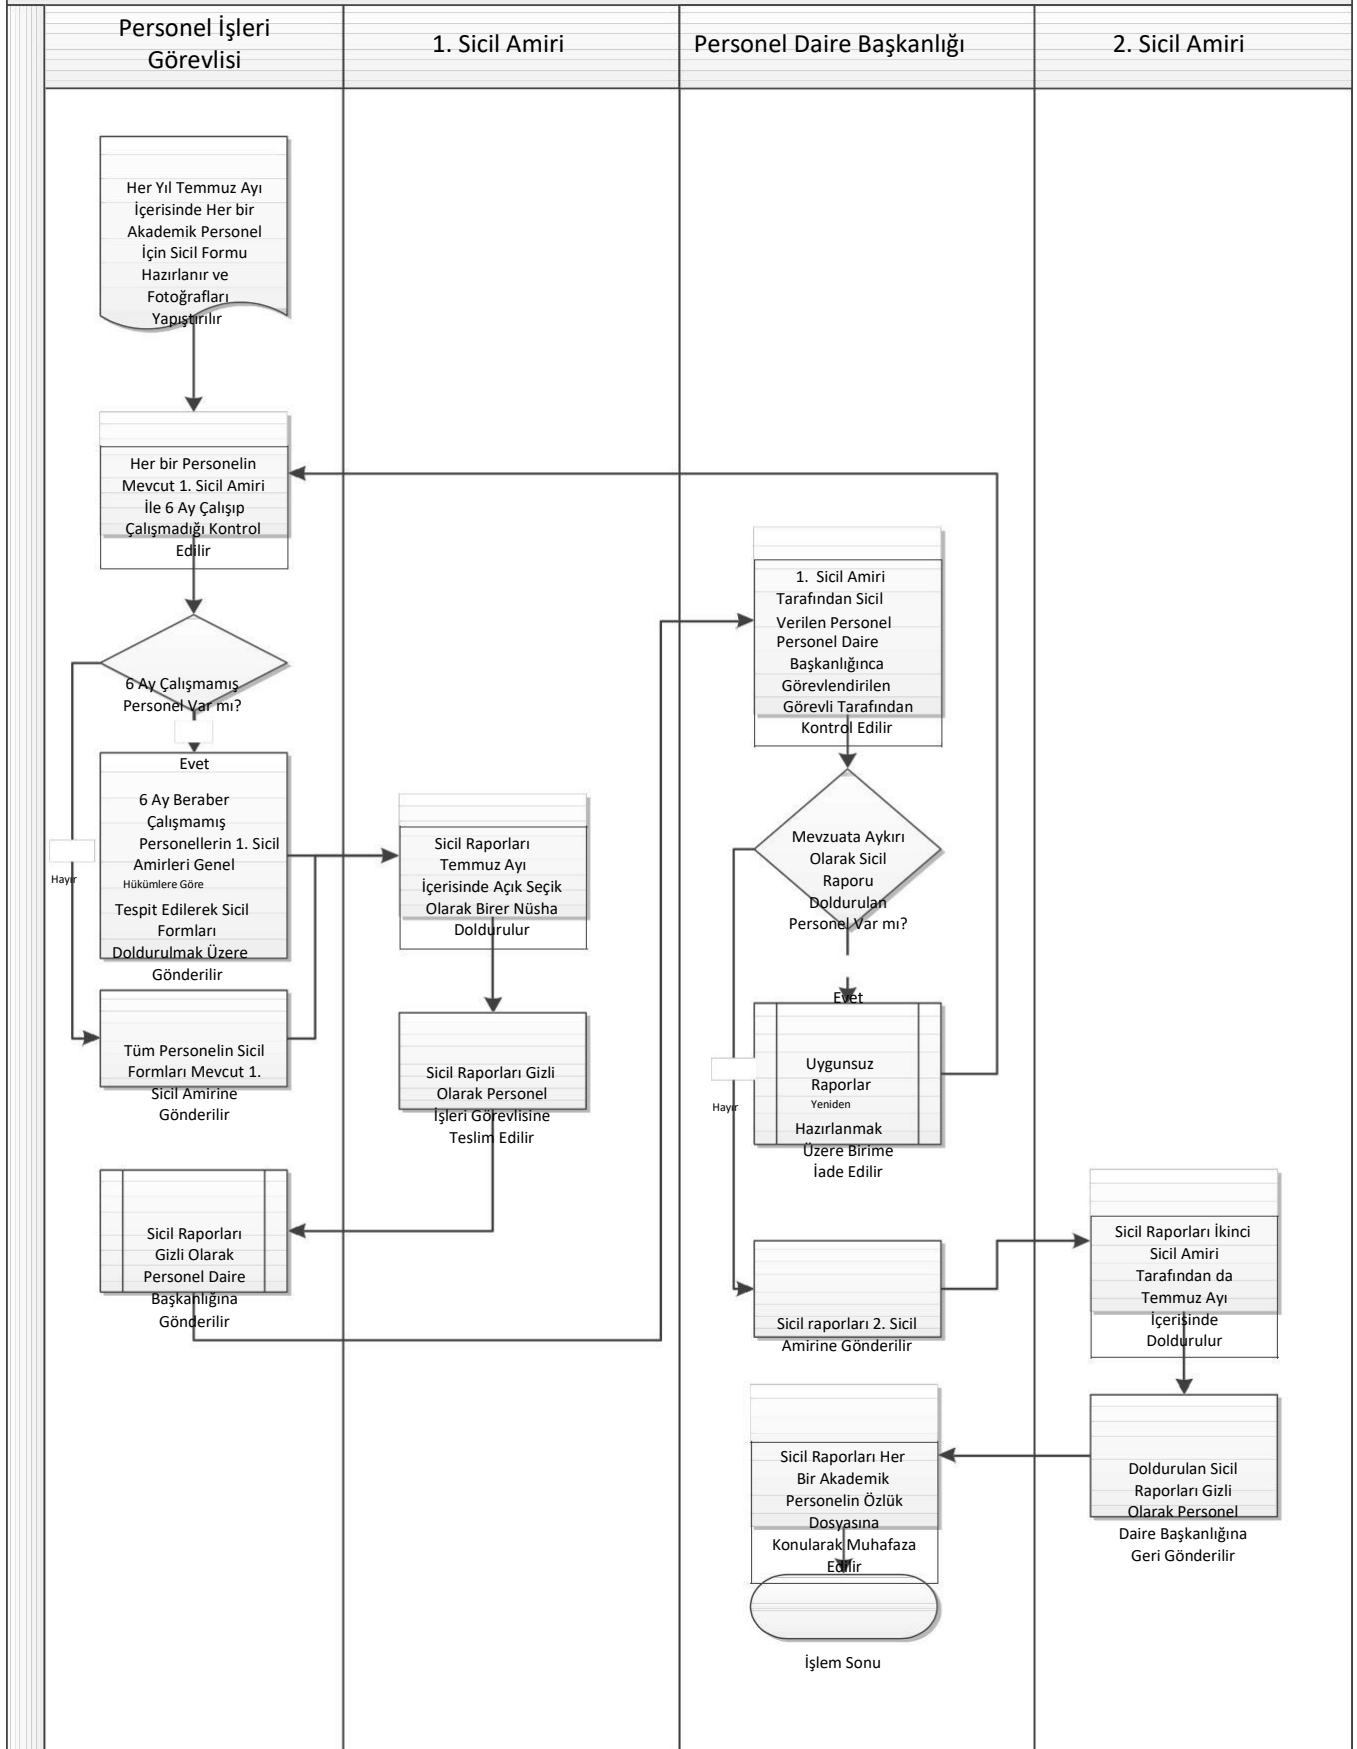 Personel İşleri
Görevlisi
1. Sicil Amiri
Personel Daire Başkanlığı
2. Sicil Amiri
Her Yıl Temmuz Ayı
İçerisinde Her bir
Akademik Personel
İçin Sicil Formu
Hazırlanır ve
Fotoğrafları
Yapıştırılır
Her bir Personelin
Mevcut 1. Sicil Amiri
İle 6 Ay Çalışıp
Çalışmadığı Kontrol
Edilir
6 Ay Çalışmamış
Personel Var mı?
Evet
6 Ay Beraber
Çalışmamış
Personellerin 1. Sicil
Amirleri Genel
Hükümlere Göre
Tespit Edilerek Sicil
Formları
Doldurulmak Üzere
Gönderilir
Hayır
Tüm Personelin Sicil
Formları Mevcut 1.
Sicil Amirine
Gönderilir
Sicil Raporları
Gizli Olarak
Personel Daire
Başkanlığına
Gönderilir
Sicil Raporları
Temmuz Ayı
İçerisinde Açık Seçik
Olarak Birer Nüsha
Doldurulur
Sicil Raporları Gizli
Olarak Personel
İşleri Görevlisine
Teslim Edilir
1. Sicil Amiri
Tarafından Sicil
Verilen Personel
Personel Daire
Başkanlığınca
Görevlendirilen
Görevli Tarafından
Kontrol Edilir
Mevzuata Aykırı
Olarak Sicil
Raporu
Doldurulan
Personel Var mı?
Evet
Uygunsuz
Raporlar
Yeniden
Hazırlanmak
Üzere Birime
İade Edilir
Hayır
Sicil raporları 2. Sicil
Amirine Gönderilir
Sicil Raporları İkinci
Sicil Amiri
Tarafından da
Temmuz Ayı
İçerisinde
Doldurulur
Doldurulan Sicil
Raporları Gizli
Olarak Personel
Daire Başkanlığına
Geri Gönderilir
Sicil Raporları Her
Bir Akademik
Personelin Özlük
Dosyasına
Konularak Muhafaza
Edilir
İşlem Sonu